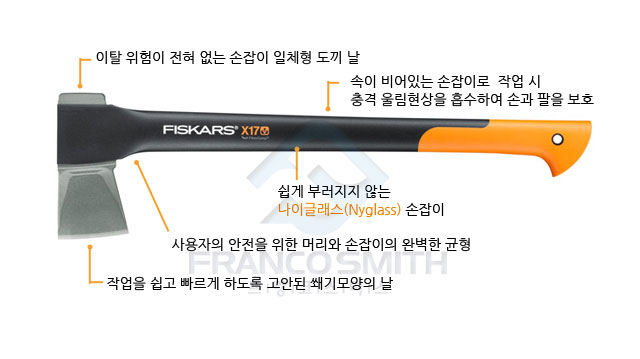 이탈 위험이 전혀 없는 손잡이 일체형 도끼 날
속이 비어있는 손잡이로 작업 시
충격 울림현상을 흡수하여 손과 팔을 보호
FISKARS® X17
쉽게 부러지지 않는
나이글래스(Nyglass) 손잡이
사용자의 안전을 위한 머리와 손잡이의 완벽한 균형
FRANCO SMITH
작업을 쉽고 빠르게 하도록 고안된 쐐기모양의 날